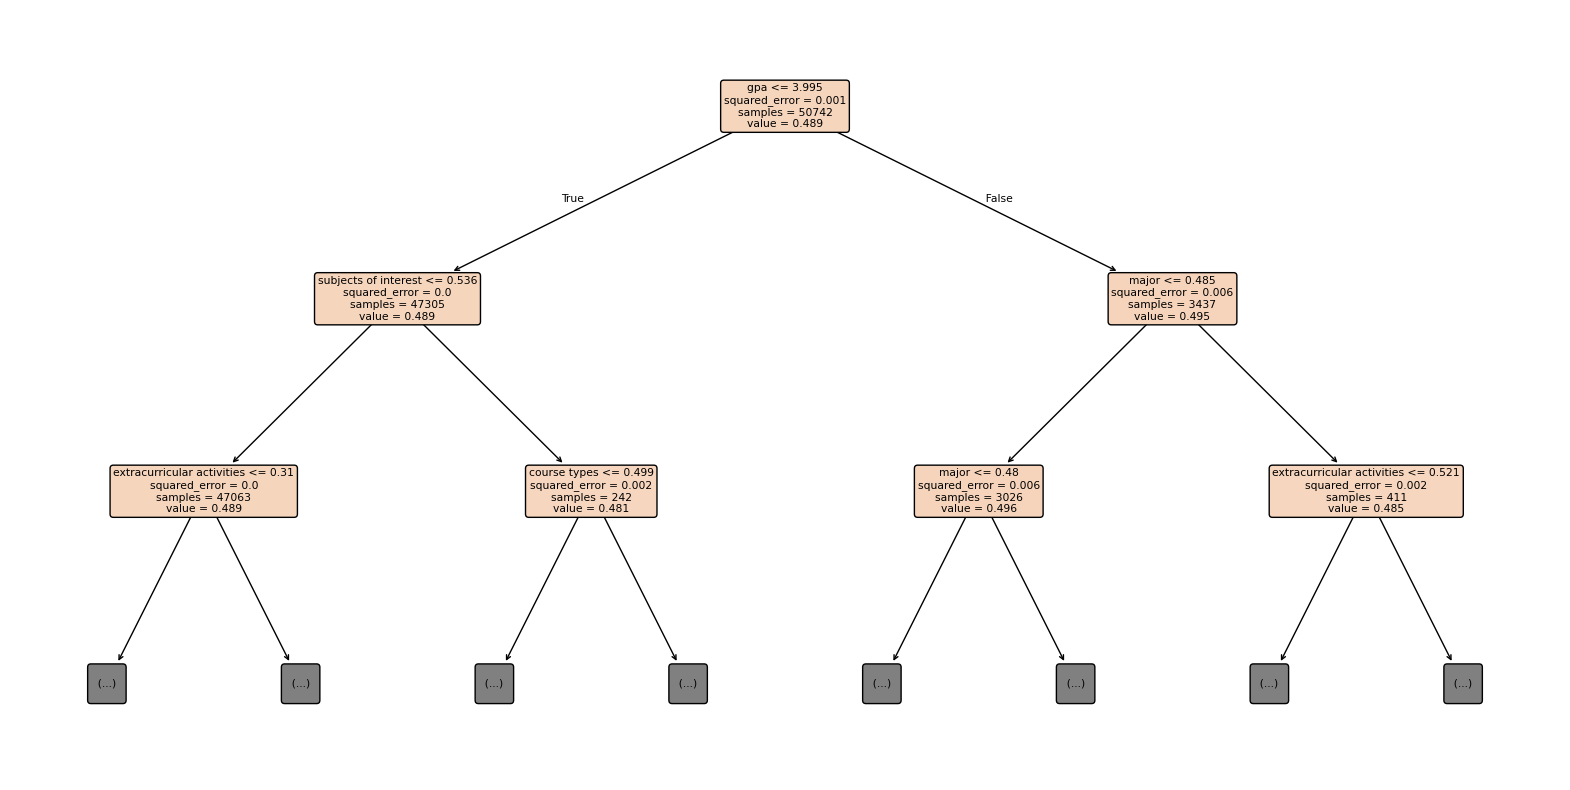 gpa <= 3.995
squared_error = 0.001
samples = 50742
value = 0.489
True
False
subjects of interest <= 0.536
squared_error = 0.0
samples = 47305
value = 0.489
major <= 0.485
squared_error = 0.006
samples = 3437
value = 0.495
extracurricular activities <= 0.31
squared_error = 0.0
samples = 47063
value = 0.489
course types <= 0.499
squared_error = 0.002
samples = 242
value = 0.481
major <= 0.48
squared_error = 0.006
samples = 3026
value = 0.496
extracurricular activities <= 0.521
squared_error = 0.002
samples = 411
value = 0.485
(...)
(...)
(...)
(...)
(...)
(...)
(...)
(...)